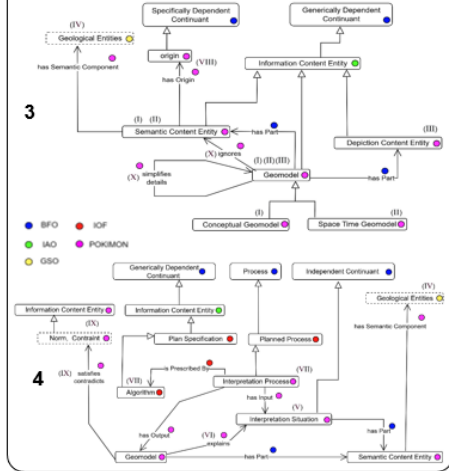 Specifically Dependent Continuant
Generically Dependent Continuant
(IV)
Geological Entities
origin
(VIII)
Information Content Entity
has Semantic Component
has Origin
(I) (II)
(III)
Semantic Content Entity
has Part
Depiction Content Entity
(X) ignores
(I) (II) (III)
(X) simplifies details
Geomodel
has Part
(I)
(II)
Conceptual Geomodel
Space Time Geomodel
3
BFO
IOF
IAO
POKIMON
GSO
Generically Dependent Continuant
Process
Independent Continuant
(IV)
Geological Entities
Information Content Entity
Information Content Entity
(IX)
Norm, Contraint
Plan Specification
Planned Process
has Semantic Component
4
(IX) satisfies contradicts
is Prescribed By
(VII)
Algorithm
Interpretation Process
(VII)
has Input
(V)
Interpretation Situation
has Output
(VI) explains
has Part
Geomodel
has Part
Semantic Content Entity